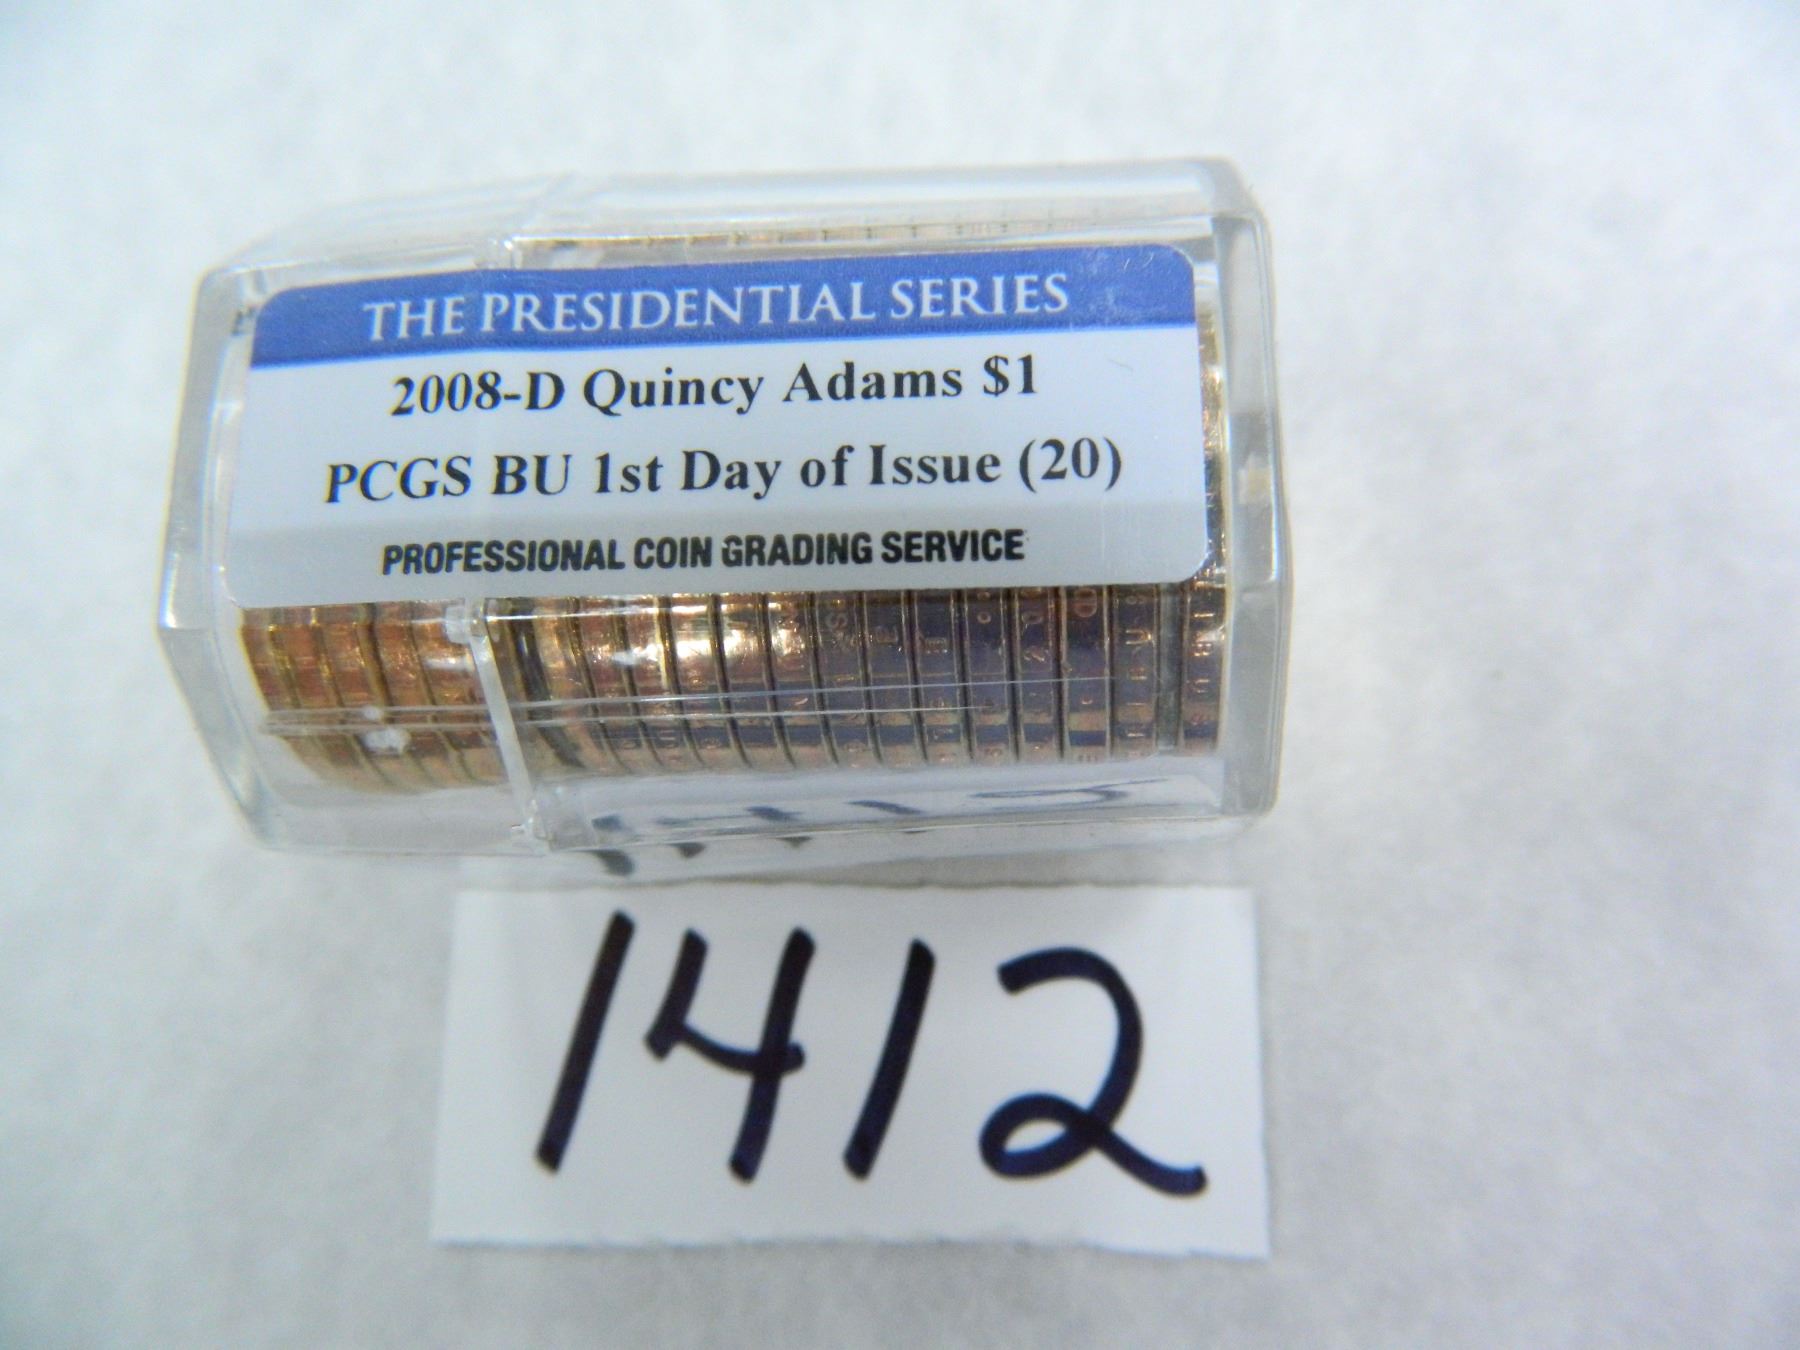 THE PRESIDENTIAL SERIES
2008-D Quincy Adams $1
PCGS BU 1st Day of Issue (20)
PROFESSIONAL COIN GRADING SERVICE
1412